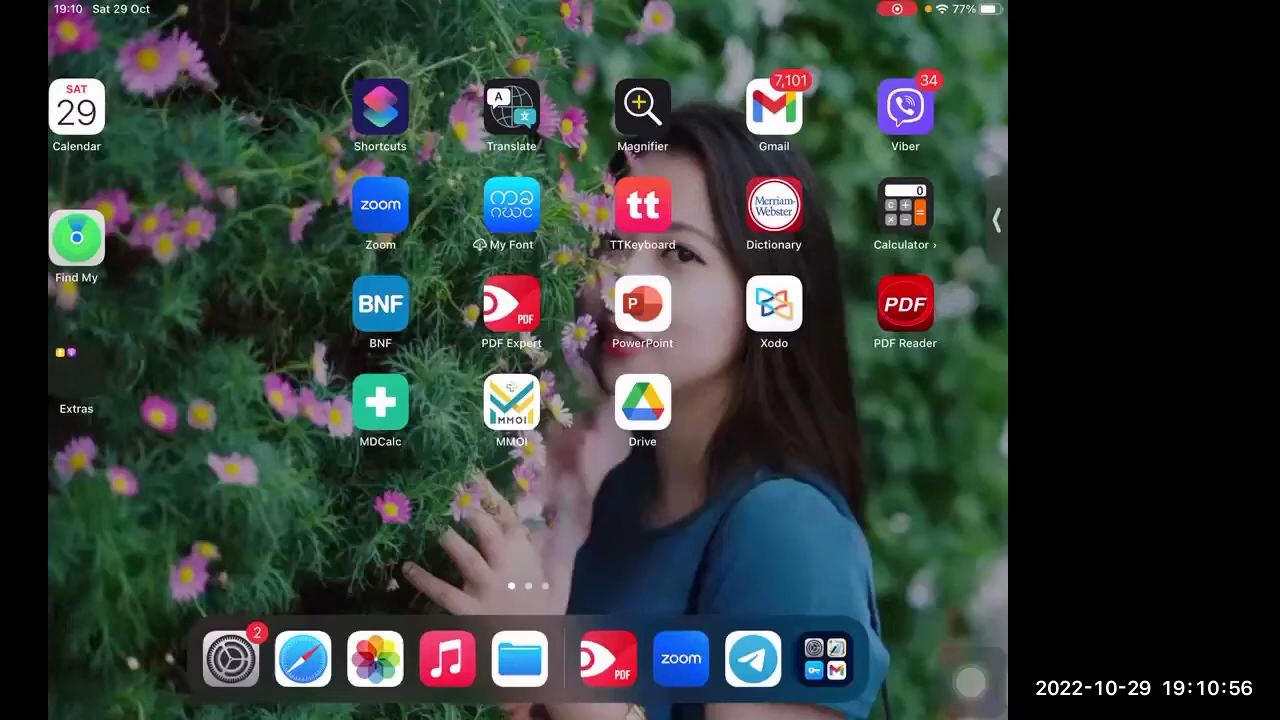 19:10 Sat 29 Oct
77%
SAT
29
Calendar
Shortcuts
A
文
Translate
Magnifier
7,101
Gmail
34
Viber
zoom
Zoom
My Font
tt
TTKeyboard
Merriam-
Webster
Dictionary
0
Calculator ›
Find My
BNF
BNF
PDF
PDF Expert
P
PowerPoint
Xodo
PDF
PDF Reader
Extras
MDCalc
MMOI
MMOI
Drive
2
PDF
zoom
2022-10-29 19:10:56